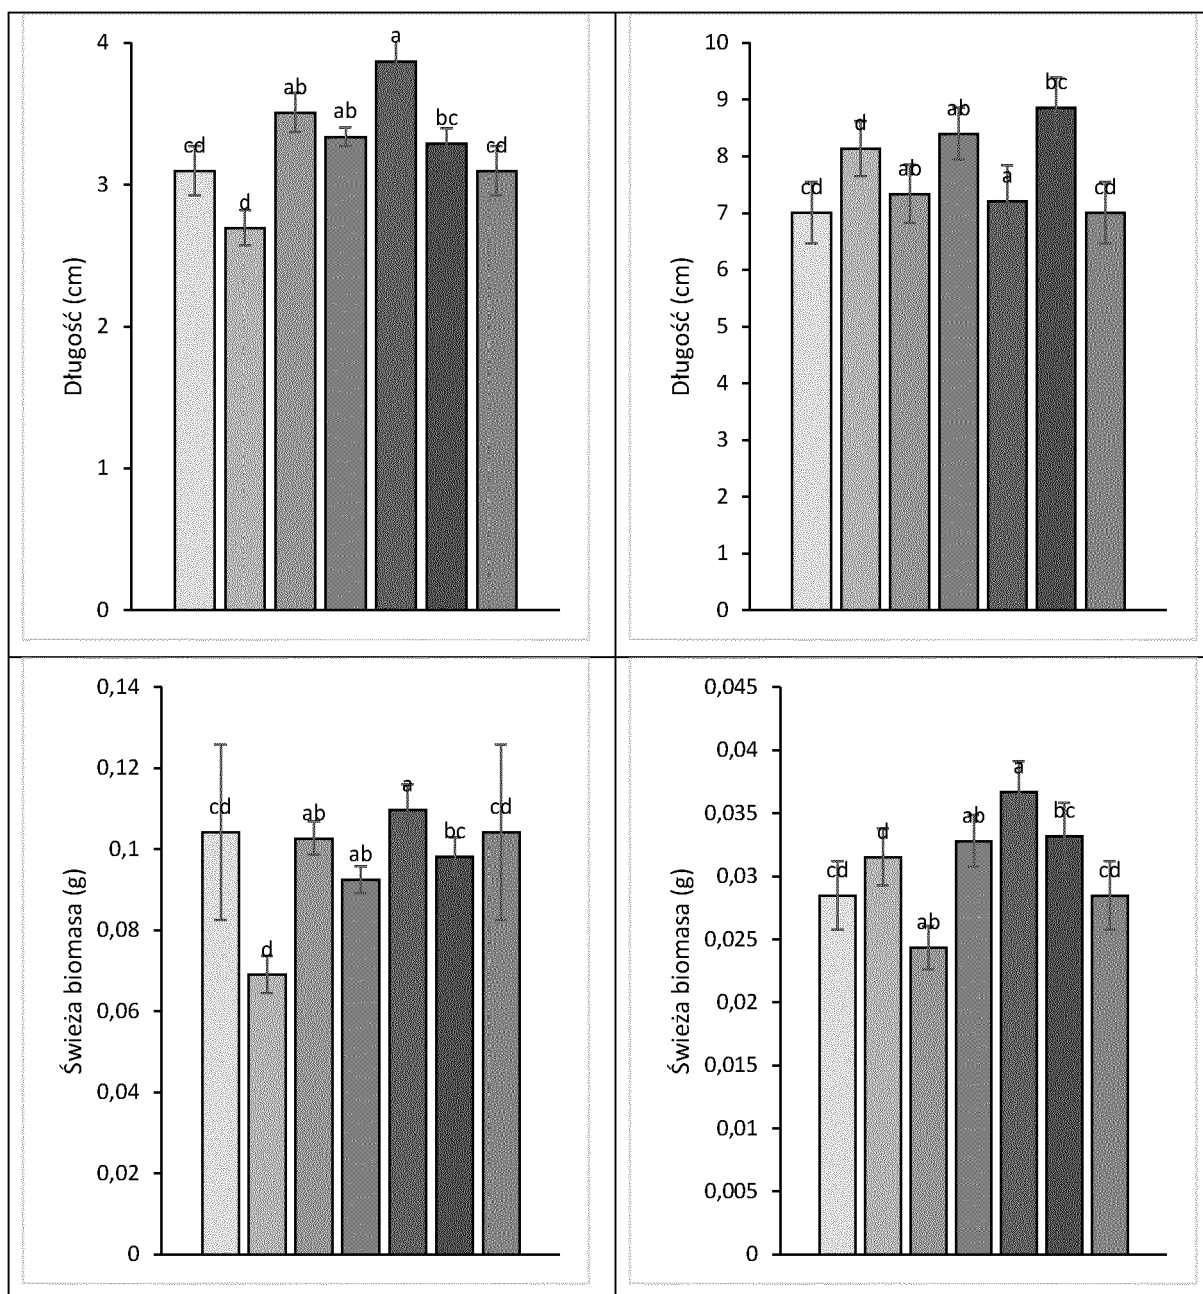 Długość (cm)
4
3
2
1
0
cd
d
ab
ab
a
bc
cd
Długość (cm)
10
9
8
7
6
5
4
3
2
1
0
cd
d
ab
ab
a
bc
cd
Świeża biomasa (g)
0,14
0,12
0,1
0,08
0,06
0,04
0,02
0
cd
d
ab
ab
a
bc
cd
Świeża biomasa (g)
0,045
0,04
0,035
0,03
0,025
0,02
0,015
0,01
0,005
0
cd
d
ab
ab
a
bc
cd